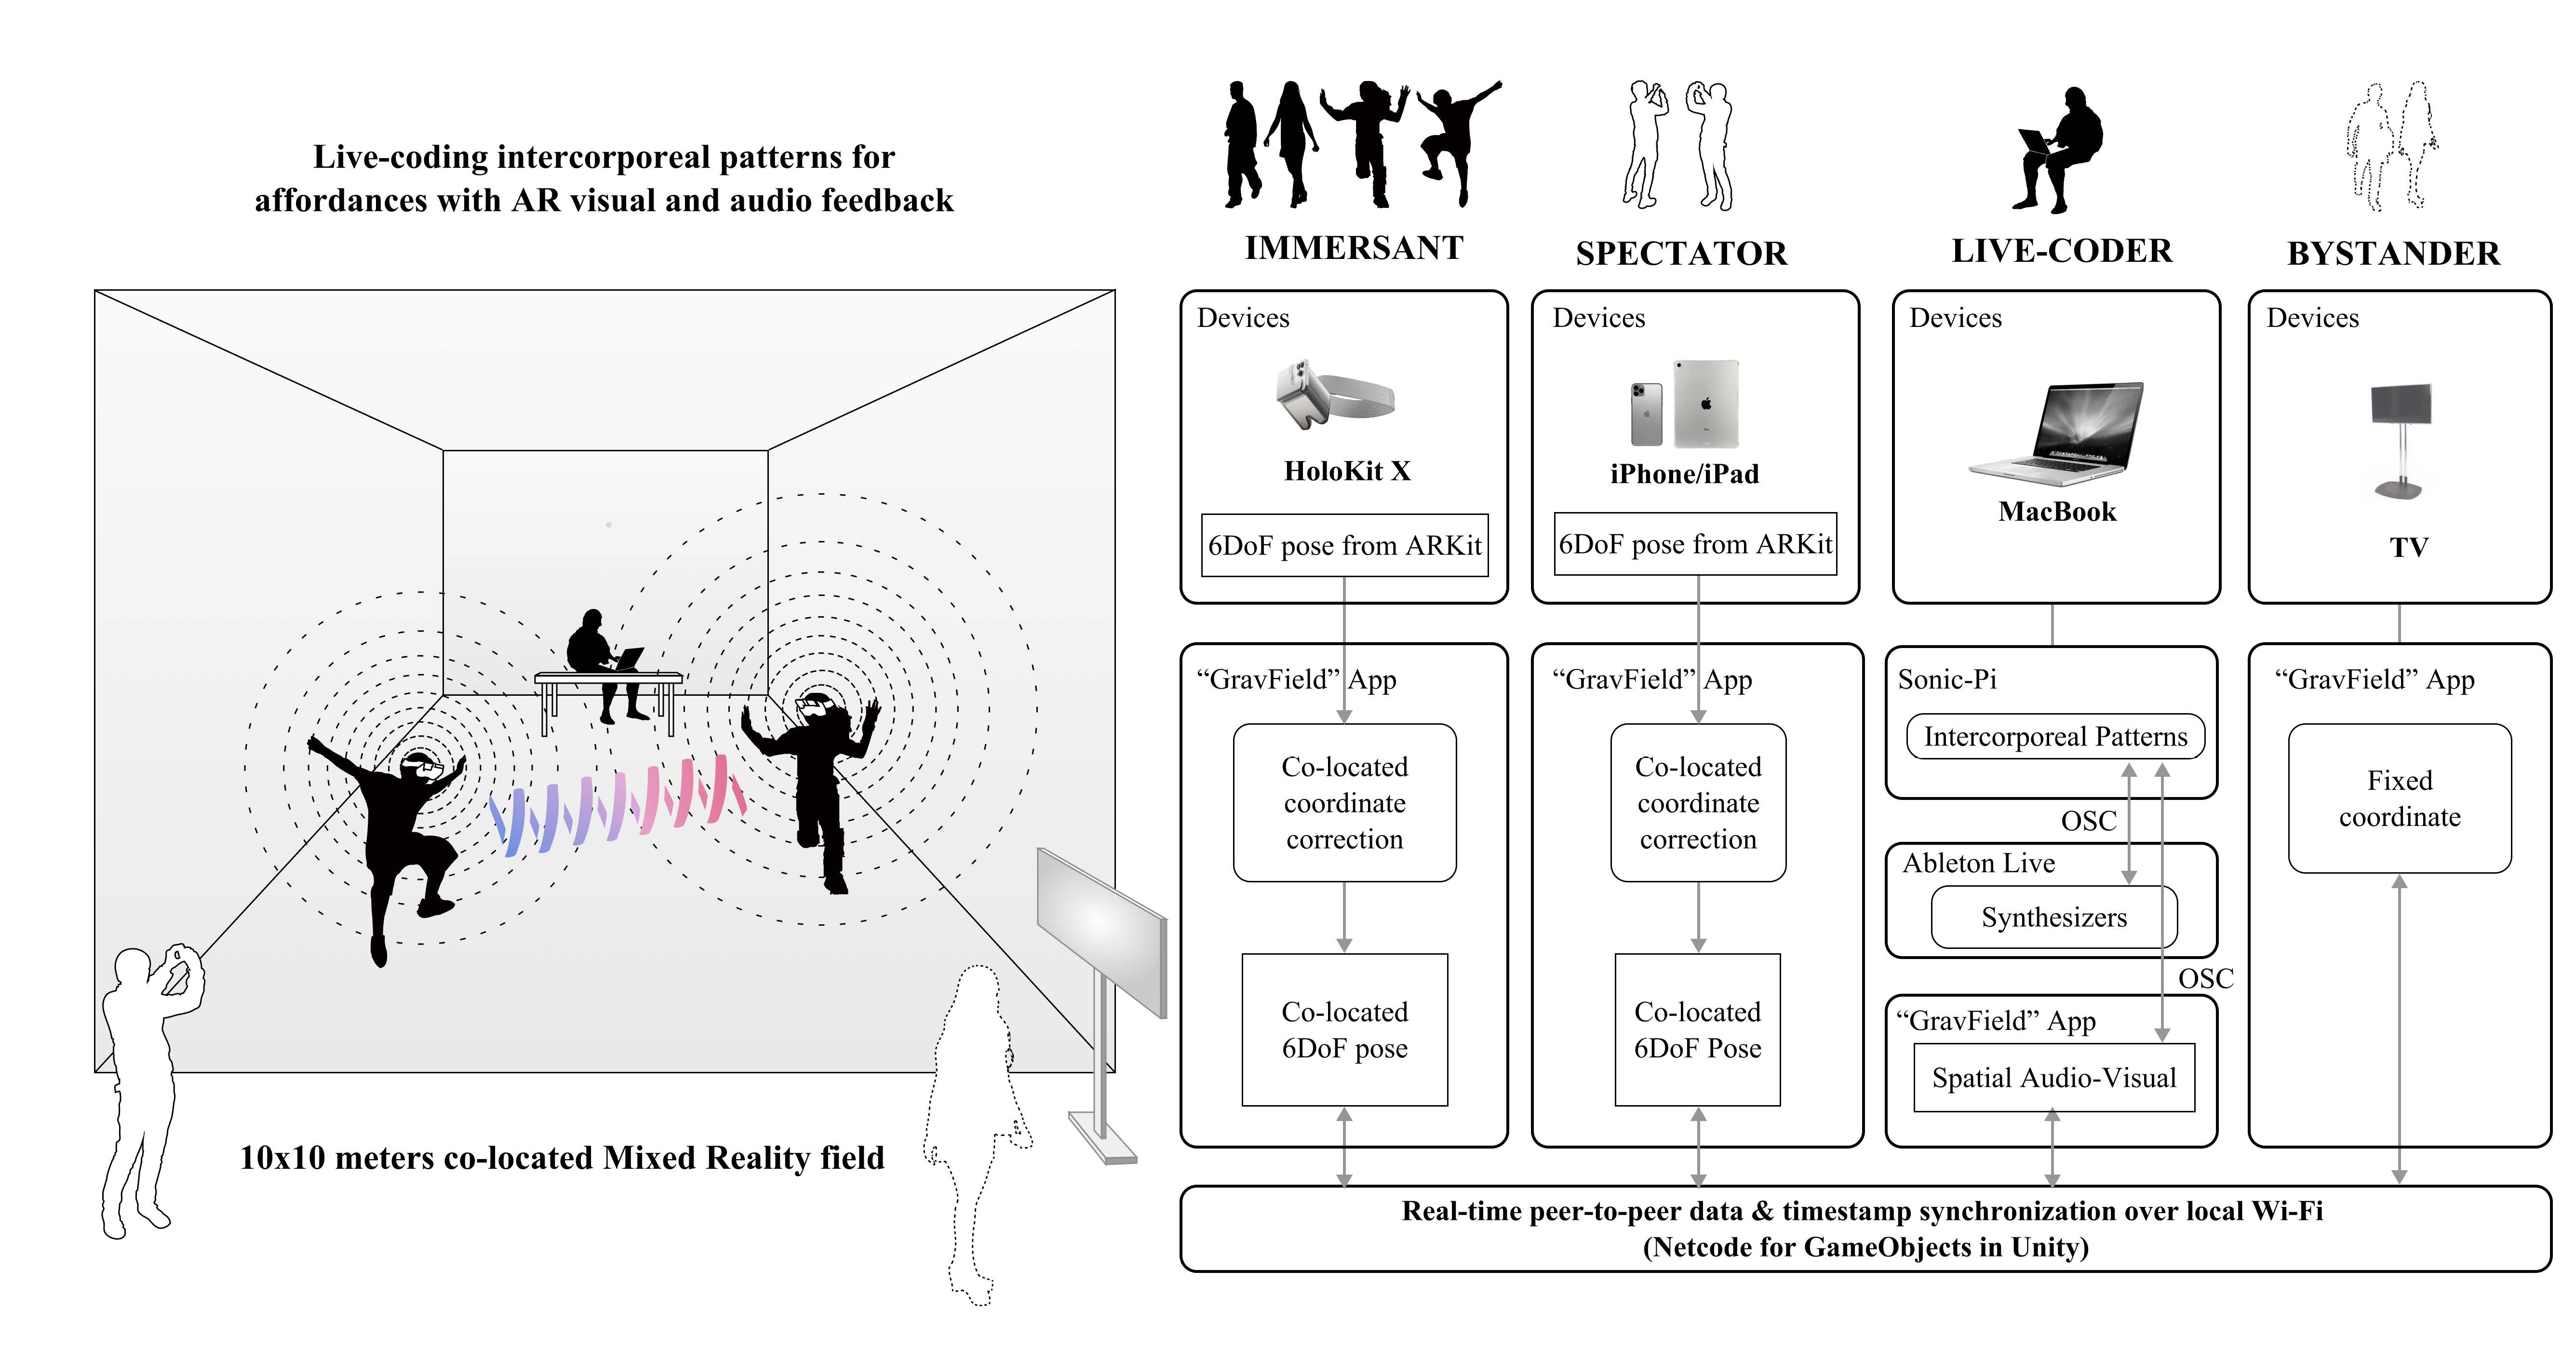 Live-coding intercorporeal patterns for
affordances with AR visual and audio feedback
10x10 meters co-located Mixed Reality field
IMMERSANT
Devices
HoloKit X
6DoF pose from ARKit
“GravField” App
Co-located
coordinate
correction
Co-located
6DoF pose
SPECTATOR
Devices
iPhone/iPad
6DoF pose from ARKit
“GravField” App
Co-located
coordinate
correction
Co-located
6DoF Pose
LIVE-CODER
Devices
MacBook
Sonic-Pi
Intercorporeal Patterns
OSC
Ableton Live
Synthesizers
OSC
“GravField” App
Spatial Audio-Visual
BYSTANDER
Devices
TV
“GravField” App
Fixed
coordinate
Real-time peer-to-peer data & timestamp synchronization over local Wi-Fi
(Netcode for GameObjects in Unity)